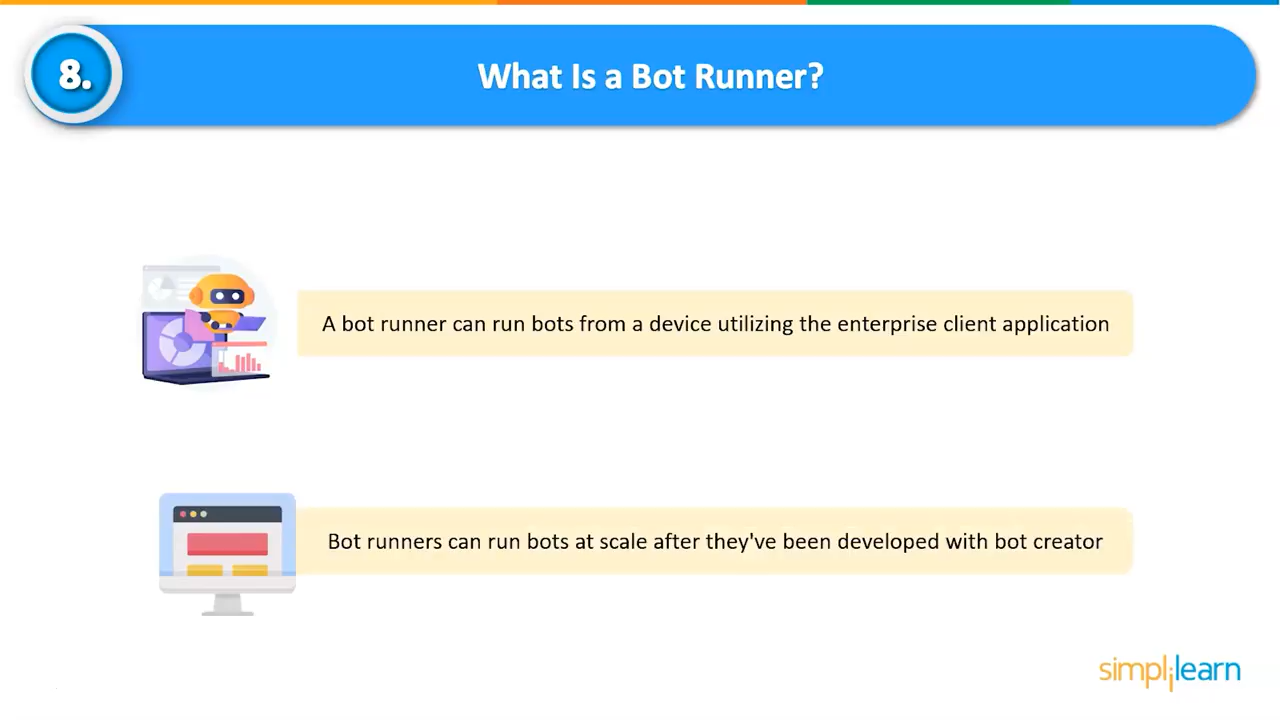 8.
What Is a Bot Runner?
A bot runner can run bots from a device utilizing the enterprise client application
Bot runners can run bots at scale after they've been developed with bot creator
simplilearn